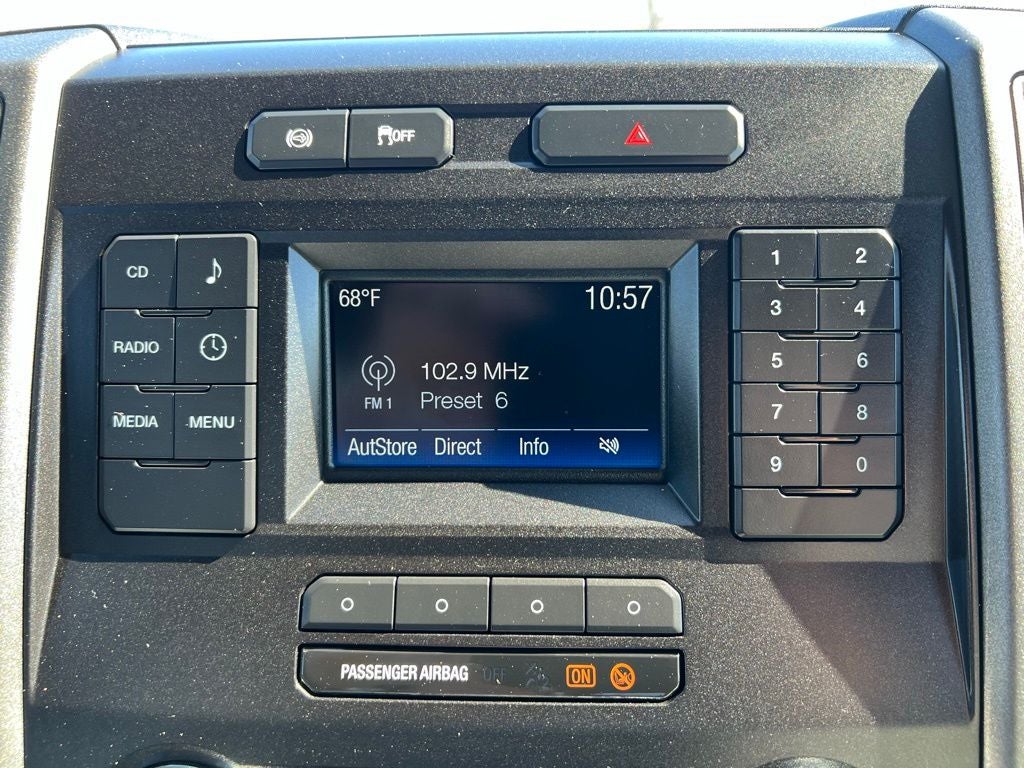 OFF
CD
RADIO
MEDIA MENU
68°F 10:57
102.9 MHz
FM 1 Preset 6
AutStore Direct Info
1 2
3 4
5 6
7 8
9 0
PASSENGER AIRBAG OFF ON